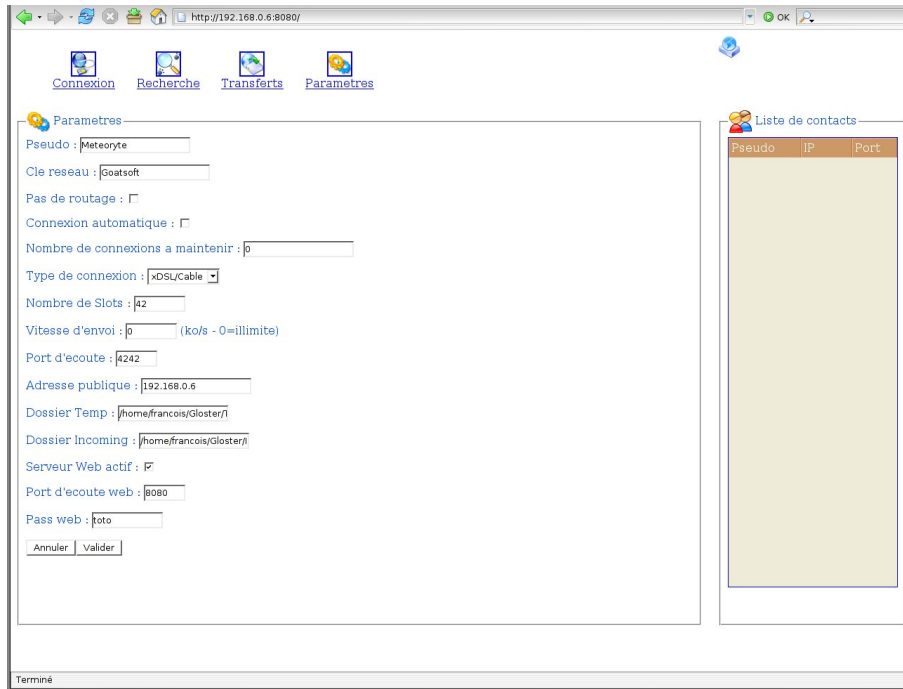 http://192.168.0.6:8080/
OK
Connexion Recherche Transferts Parametres
Parametres
Pseudo : Meteoryte
Cle reseau : Goatsoft
Pas de routage :
Connexion automatique :
Nombre de connexions a maintenir : 0
Type de connexion : xDSL/Cable
Nombre de Slots : 42
Vitesse d'envoi : 0 (ko/s - 0=illimite)
Port d'ecoute : 4242
Adresse publique : 192.168.0.6
Dossier Temp : /home/francois/Gloster/T
Dossier Incoming : /home/francois/Gloster/I
Serveur Web actif :
Port d'ecoute web : 8080
Pass web : toto
Annuler Valider
Liste de contacts
Pseudo IP Port
Terminé